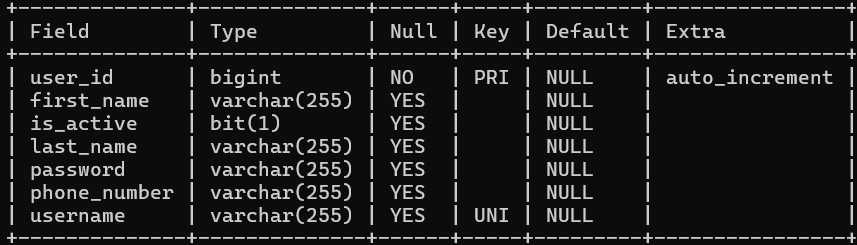 +--------------+--------------+------+-----+---------+----------------+
| Field        | Type         | Null | Key | Default | Extra          |
+--------------+--------------+------+-----+---------+----------------+
| user_id      | bigint       | NO   | PRI | NULL    | auto_increment |
| first_name   | varchar(255) | YES  |     | NULL    |                |
| is_active    | bit(1)       | YES  |     | NULL    |                |
| last_name    | varchar(255) | YES  |     | NULL    |                |
| password     | varchar(255) | YES  |     | NULL    |                |
| phone_number | varchar(255) | YES  |     | NULL    |                |
| username     | varchar(255) | YES  | UNI | NULL    |                |
+--------------+--------------+------+-----+---------+----------------+